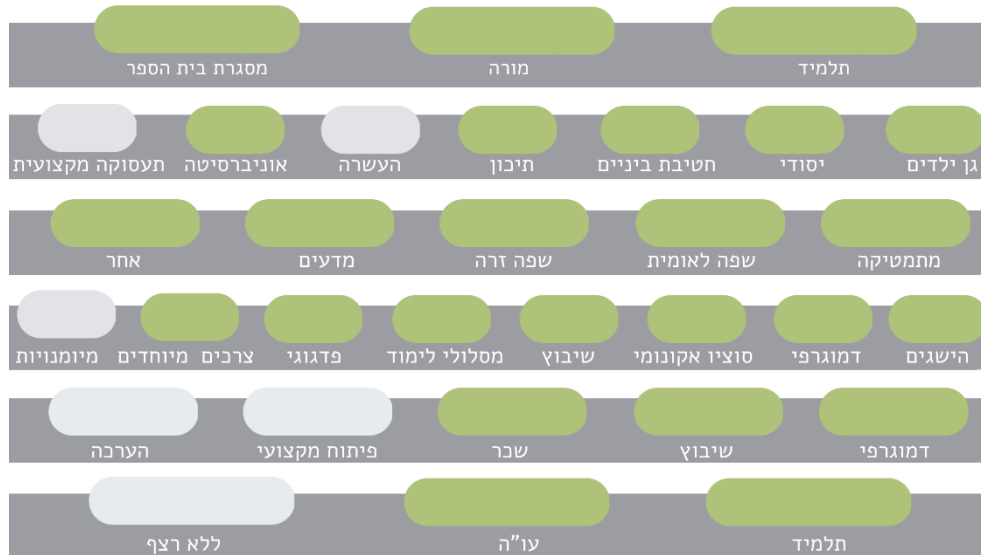 תלמיד מורה מסגרת בית הספר
גן ילדים יסודי חטיבת ביניים תיכון העשרה אוניברסיטה תעסוקה מקצועית
מתמטיקה שפה לאומית שפה זרה מדעים אחר
הישגים דמוגרפי סוציו אקונומי שיבוץ מסלולי לימוד פדגוגי צרכים מיוחדים מיומנויות
דמוגרפי שיבוץ שכר פיתוח מקצועי הערכה
תלמיד עו"ה ללא רצף